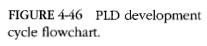 FIGURE 4-46 PLD development
cycle flowchart.